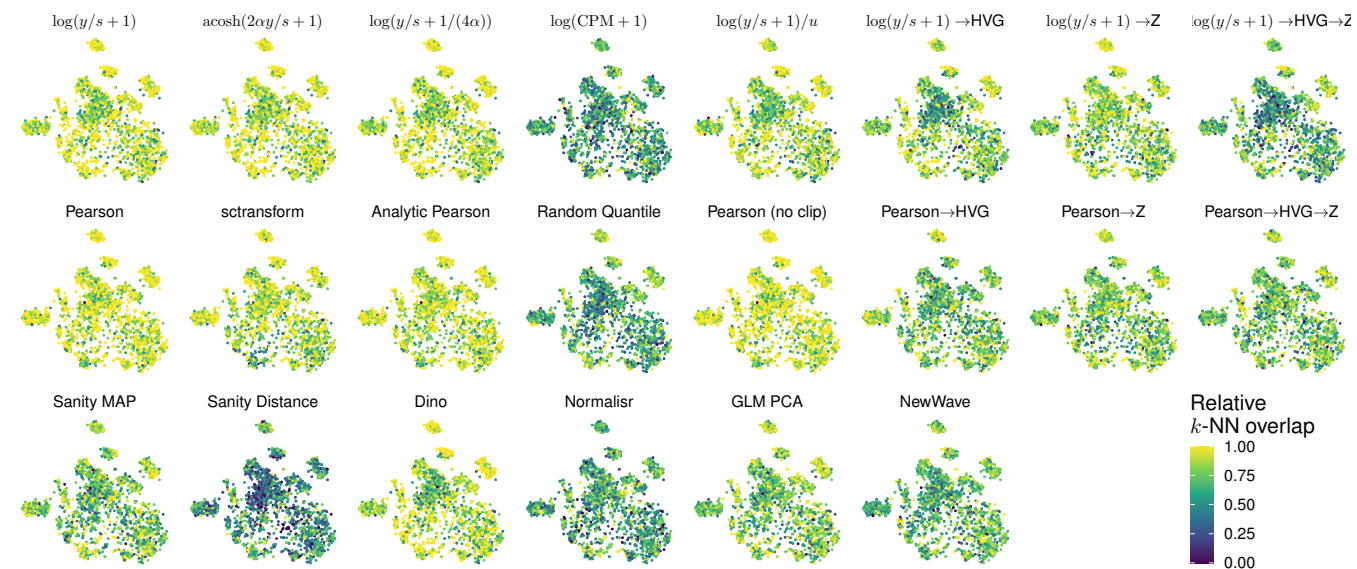 log(y/s + 1)
acosh(2αy/s + 1)
log(y/s + 1/(4α))
log(CPM + 1)
log(y/s + 1)/u
log(y/s + 1) →HVG
log(y/s + 1) →Z
log(y/s + 1) →HVG→Z
Pearson
sctransform
Analytic Pearson
Random Quantile
Pearson (no clip)
Pearson→HVG
Pearson→Z
Pearson→HVG→Z
Sanity MAP
Sanity Distance
Dino
Normalisr
GLM PCA
NewWave
Relative
k-NN overlap
1.00
0.75
0.50
0.25
0.00